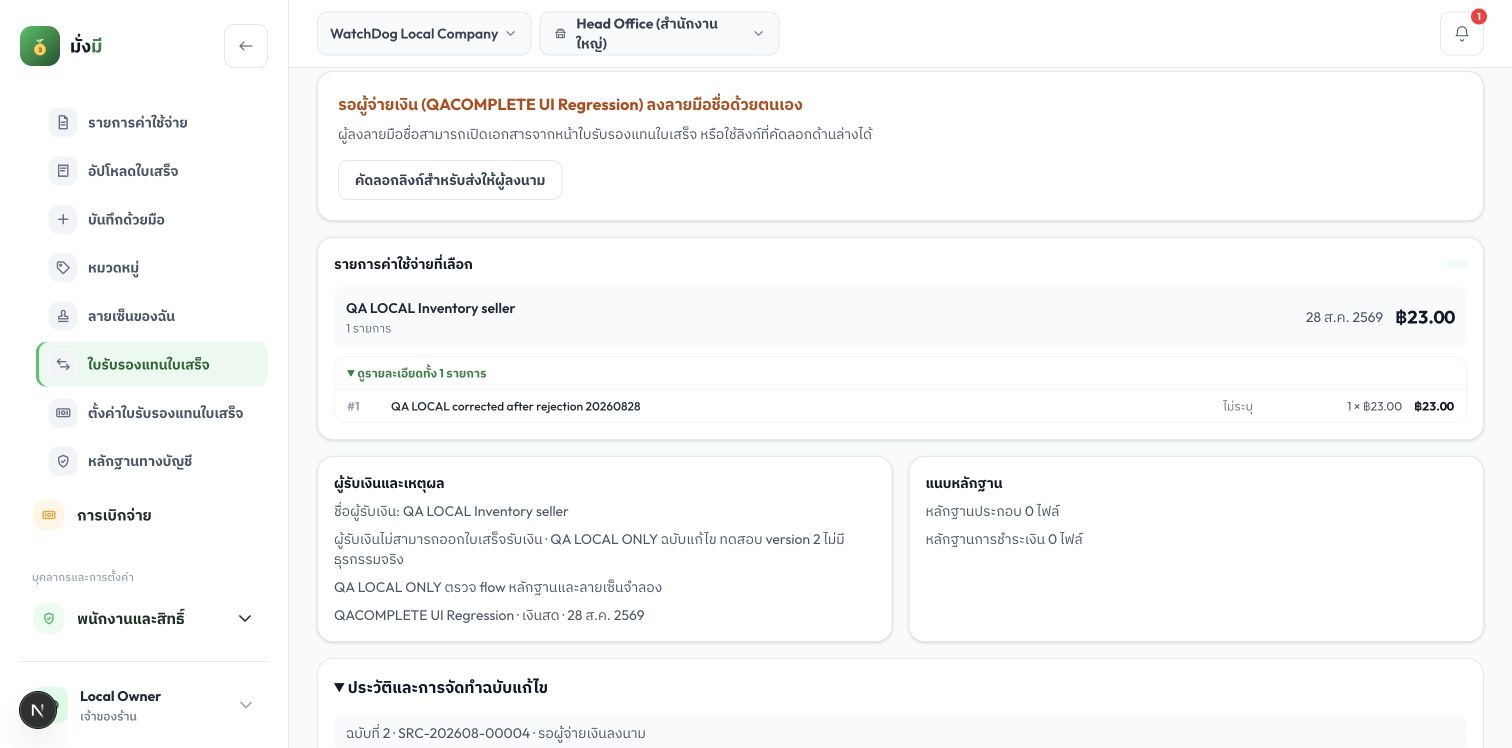 มั่งมี
WatchDog Local Company
Head Office (สำนักงาน
ใหญ่)
1
รายการค่าใช้จ่าย
อัปโหลดใบเสร็จ
บันทึกด้วยมือ
หมวดหมู่
ลายเซ็นของฉัน
ใบรับรองแทนใบเสร็จ
ตั้งค่าใบรับรองแทนใบเสร็จ
หลักฐานทางบัญชี
การเบิกจ่าย
บุคลากรและการตั้งค่า
พนักงานและสิทธิ์
N
Local Owner
เจ้าของร้าน
รอผู้จ่ายเงิน (QACOMPLETE UI Regression) ลงลายมือชื่อด้วยตนเอง
ผู้ลงลายมือชื่อสามารถเปิดเอกสารจากหน้าใบรับรองแทนใบเสร็จ หรือใช้ลิงก์ที่คัดลอกด้านล่างได้
คัดลอกลิงก์สำหรับส่งให้ผู้ลงนาม
รายการค่าใช้จ่ายที่เลือก
QA LOCAL Inventory seller
1 รายการ
28 ส.ค. 2569 ฿23.00
▼ ดูรายละเอียดทั้ง 1 รายการ
#1 QA LOCAL corrected after rejection 20260828 ไม่ระบุ 1 × ฿23.00 ฿23.00
ผู้รับเงินและเหตุผล
ชื่อผู้รับเงิน: QA LOCAL Inventory seller
ผู้รับเงินไม่สามารถออกใบเสร็จรับเงิน · QA LOCAL ONLY ฉบับแก้ไข ทดสอบ version 2 ไม่มี
ธุรกรรมจริง
QA LOCAL ONLY ตรวจ flow หลักฐานและลายเซ็นจำลอง
QACOMPLETE UI Regression · เงินสด · 28 ส.ค. 2569
แนบหลักฐาน
หลักฐานประกอบ 0 ไฟล์
หลักฐานการชำระเงิน 0 ไฟล์
▼ ประวัติและการจัดทำฉบับแก้ไข
ฉบับที่ 2 · SRC-202608-00004 · รอผู้จ่ายเงินลงนาม